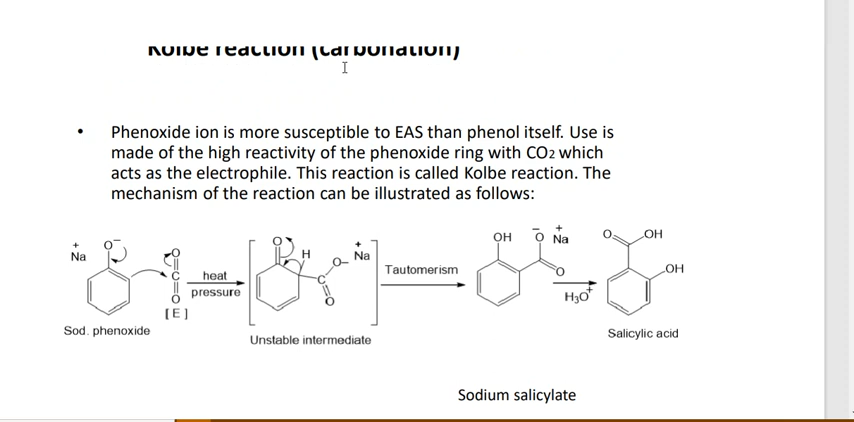 Kolbe reaction (carbonation)
• Phenoxide ion is more susceptible to EAS than phenol itself. Use is
made of the high reactivity of the phenoxide ring with CO2 which
acts as the electrophile. This reaction is called Kolbe reaction. The
mechanism of the reaction can be illustrated as follows:
+
Na
O−
O
C
O
[E]
Sod. phenoxide
heat
pressure
O
H
O−
+
Na
C
O
Unstable intermediate
Tautomerism
OH
−
O
+
Na
O
H3O+
O
OH
OH
Salicylic acid
Sodium salicylate